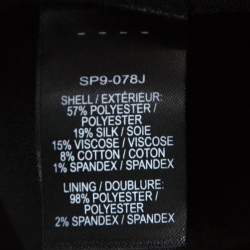 SP9-078J
SHELL / EXTÉRIEUR:
57% POLYESTER /
POLYESTER
19% SILK / SOIE
15% VISCOSE / VISCOSE
8% COTTON / COTON
1% SPANDEX / SPANDEX
LINING / DOUBLURE:
98% POLYESTER /
POLYESTER
2% SPANDEX / SPANDEX